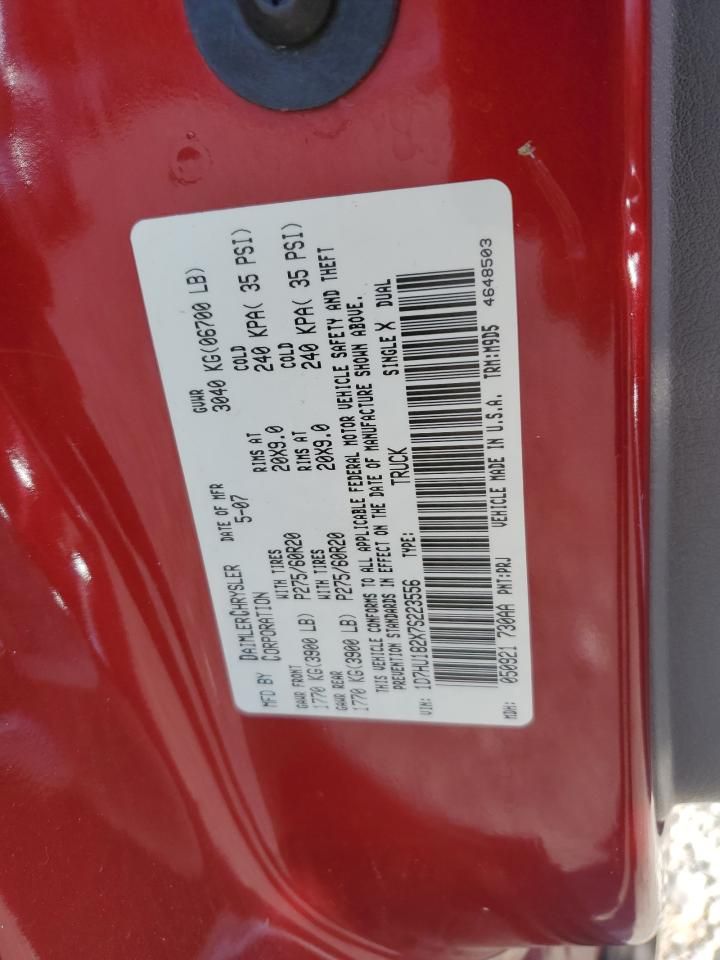 MFD BY DAIMLERCHRYSLER CORPORATION DATE OF MFR 5-07 GVWR 3040 KG(06700 LB)
GAWR FRONT WITH TIRES RIMS AT COLD
1770 KG(3900 LB) P275/60R20 20X9.0 240 KPA( 35 PSI)
GAWR REAR WITH TIRES RIMS AT COLD
1770 KG(3900 LB) P275/60R20 20X9.0 240 KPA( 35 PSI)
THIS VEHICLE CONFORMS TO ALL APPLICABLE FEDERAL MOTOR VEHICLE SAFETY AND THEFT
PREVENTION STANDARDS IN EFFECT ON THE DATE OF MANUFACTURE SHOWN ABOVE.
VIN: 1D7HU182X7S223556 TYPE: TRUCK SINGLE X DUAL
MDH: 050921 730AA PNT:PRJ VEHICLE MADE IN U.S.A. TRM:M9D5 4648503